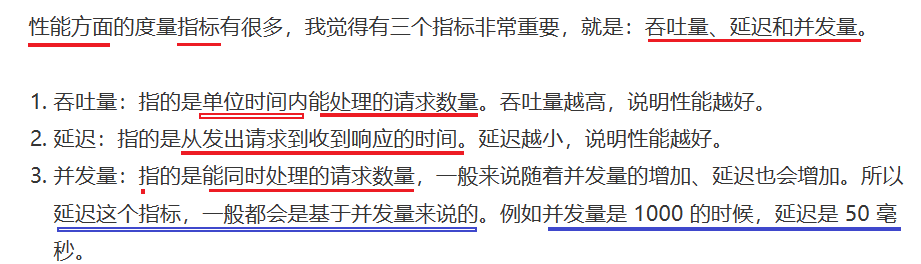 性能方面的度量指标有很多，我觉得有三个指标非常重要，就是：吞吐量、延迟和并发量。
1. 吞吐量：指的是单位时间内能处理的请求数量。吞吐量越高，说明性能越好。
2. 延迟：指的是从发出请求到收到响应的时间。延迟越小，说明性能越好。
3. 并发量：指的是能同时处理的请求数量，一般来说随着并发量的增加、延迟也会增加。所以
延迟这个指标，一般都会是基于并发量来说的。例如并发量是 1000 的时候，延迟是 50 毫
秒。